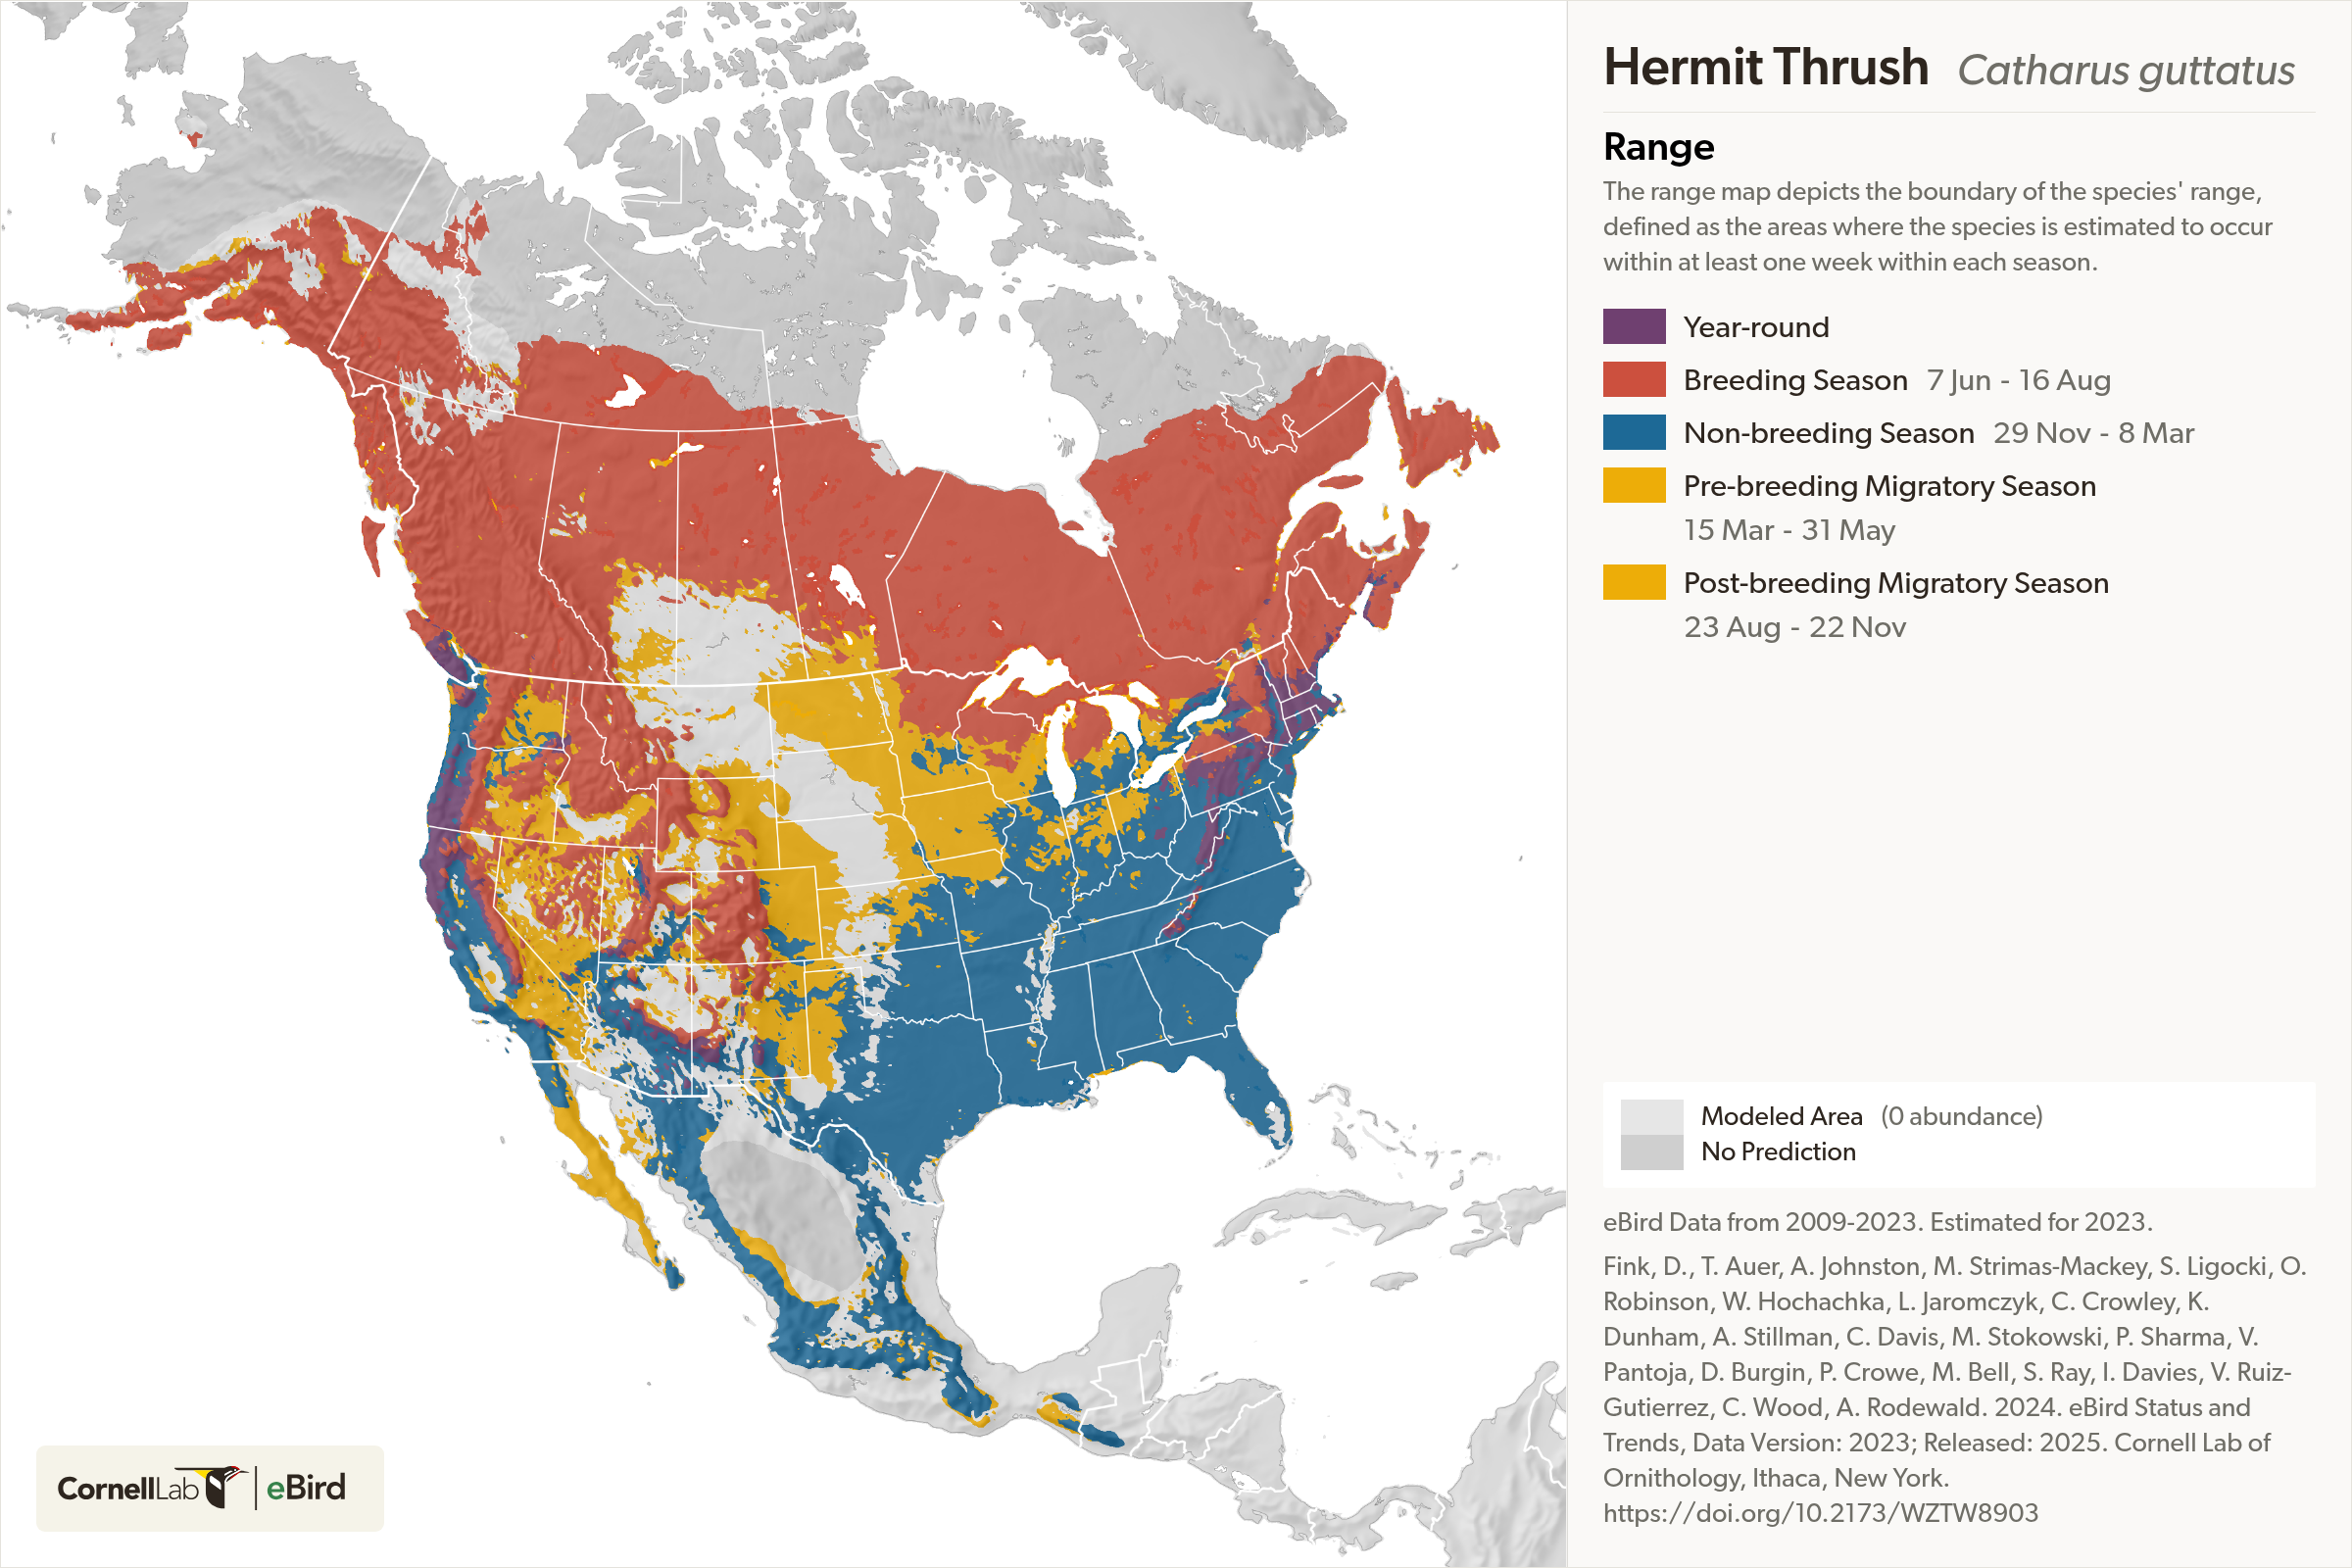 Hermit Thrush Catharus guttatus
Range
The range map depicts the boundary of the species' range,
defined as the areas where the species is estimated to occur
within at least one week within each season.
Year-round
Breeding Season 7 Jun - 16 Aug
Non-breeding Season 29 Nov - 8 Mar
Pre-breeding Migratory Season
15 Mar - 31 May
Post-breeding Migratory Season
23 Aug - 22 Nov
Modeled Area (0 abundance)
No Prediction
eBird Data from 2009-2023. Estimated for 2023.
Fink, D., T. Auer, A. Johnston, M. Strimas-Mackey, S. Ligocki, O.
Robinson, W. Hochachka, L. Jaromczyk, C. Crowley, K.
Dunham, A. Stillman, C. Davis, M. Stokowski, P. Sharma, V.
Pantoja, D. Burgin, P. Crowe, M. Bell, S. Ray, I. Davies, V. Ruiz-
Gutierrez, C. Wood, A. Rodewald. 2024. eBird Status and
Trends, Data Version: 2023; Released: 2025. Cornell Lab of
Ornithology, Ithaca, New York.
https://doi.org/10.2173/WZTW8903
CornellLab eBird